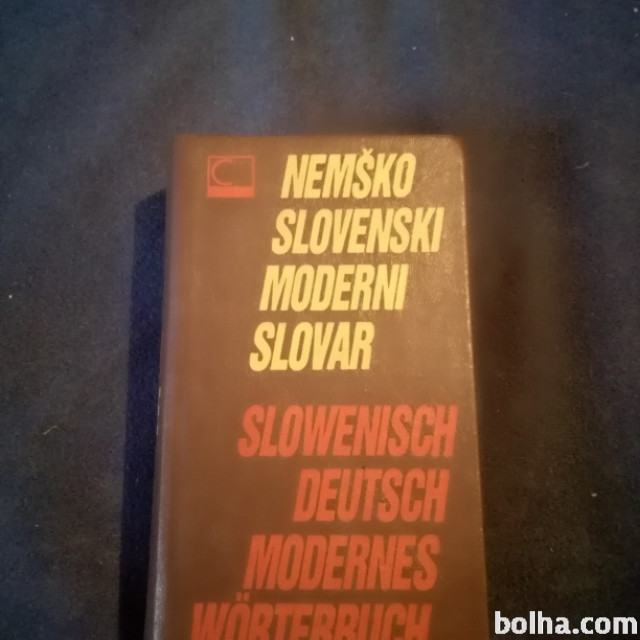 NEMŠKO
SLOVENSKI
MODERNI
SLOVAR
SLOWENISCH
DEUTSCH
MODERNES
WÖRTERBUCH
bolha.com